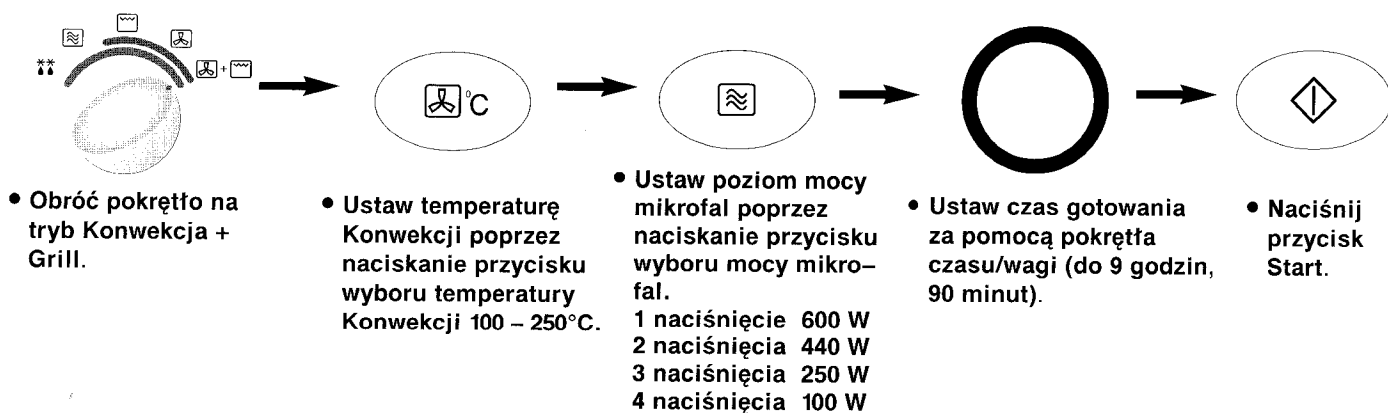 °C
• Obróć pokrętło na
tryb Konwekcja +
Grill.
• Ustaw temperaturę
Konwekcji poprzez
naciskanie przycisku
wyboru temperatury
Konwekcji 100 – 250°C.
• Ustaw poziom mocy
mikrofal poprzez
naciskanie przycisku
wyboru mocy mikro–
fal.
1 naciśnięcie 600 W
2 naciśnięcia 440 W
3 naciśnięcia 250 W
4 naciśnięcia 100 W
• Ustaw czas gotowania
za pomocą pokrętła
czasu/wagi (do 9 godzin,
90 minut).
• Naciśnij
przycisk
Start.